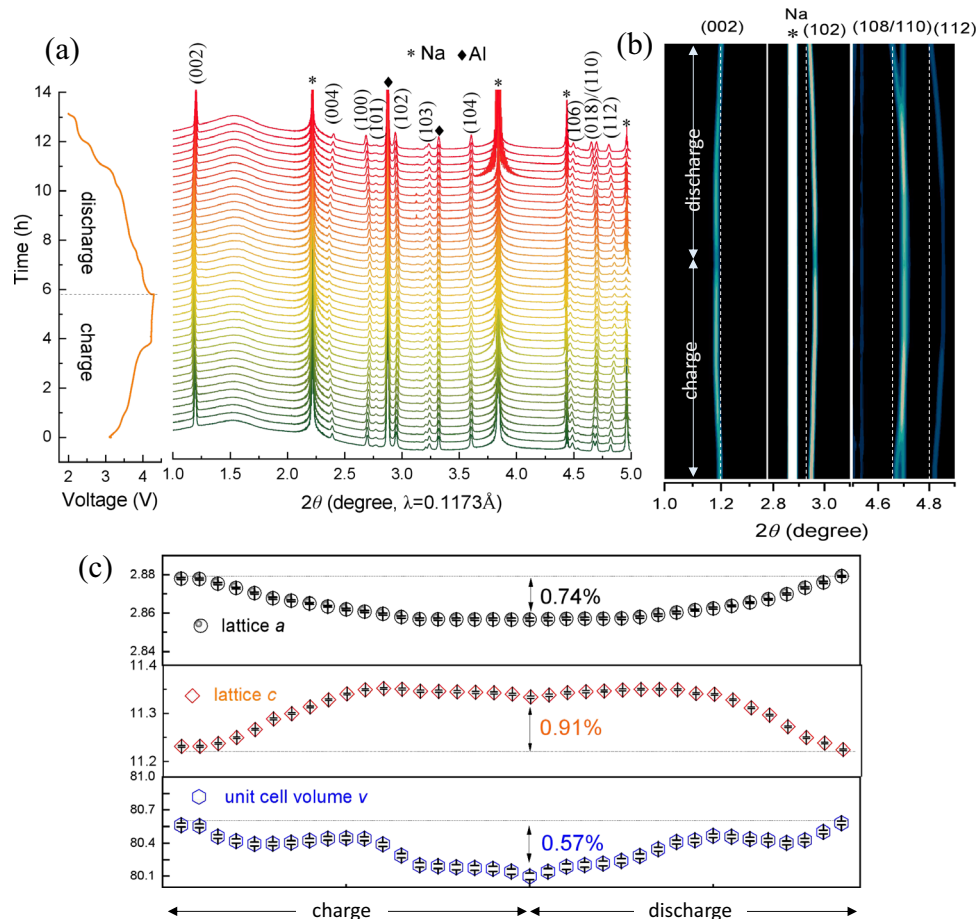 (a)
* Na ♦ Al
(002)
*
♦
*
*
(004)
(100)
(101)
(102)
(103)
♦
(104)
(106)
(018)/(110)
(112)
*
14
12
10
8
6
4
2
0
Time (h)
discharge
charge
2 3 4
Voltage (V)
1.0 1.5 2.0 2.5 3.0 3.5 4.0 4.5 5.0
2θ (degree, λ=0.1173Å)
(b)
Na
(002) * (102) (108/110) (112)
discharge
charge
1.0 1.2 2.8 3.0 4.6 4.8
2θ (degree)
(c)
2.88
2.86
2.84
0.74%
lattice a
11.4
11.3
11.2
lattice c
0.91%
81.0
80.7
80.4
80.1
unit cell volume v
0.57%
charge discharge